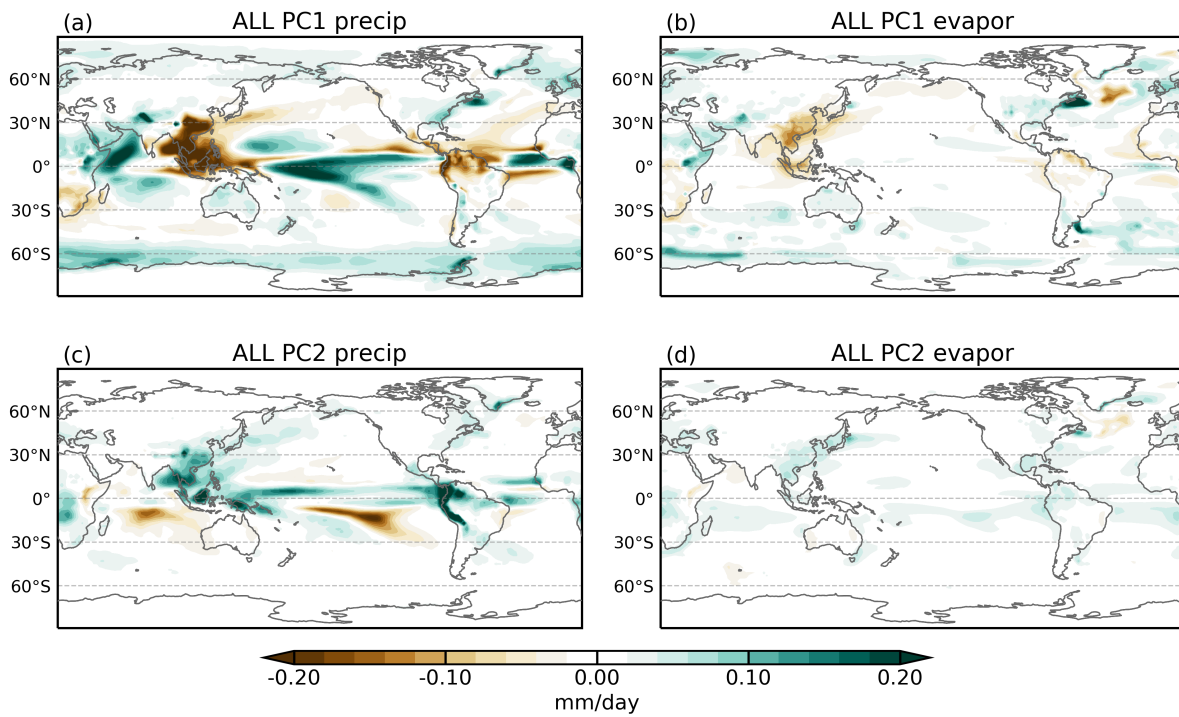 (a) ALL PC1 precip
(b) ALL PC1 evapor
60°N 60°N
30°N 30°N
0° 0°
30°S 30°S
60°S 60°S
(c) ALL PC2 precip
(d) ALL PC2 evapor
60°N 60°N
30°N 30°N
0° 0°
30°S 30°S
60°S 60°S
-0.20 -0.10 0.00 0.10 0.20
mm/day